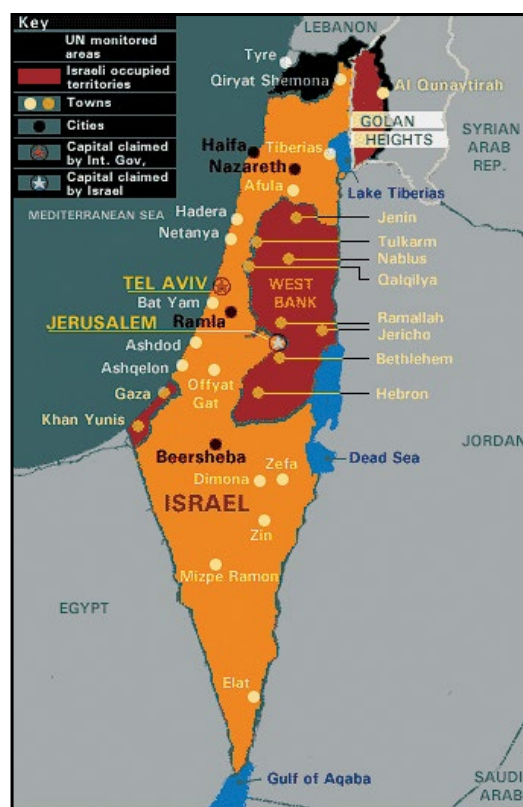 Key
UN monitored
areas
Israeli occupied
territories
Towns
Cities
Capital claimed
by Int. Gov,
Capital claimed
by Israel
LEBANON
Tyre
Qiryat Shemona
Al Qunaytirah
GOLAN
HEIGHTS
SYRIAN
ARAB
REP.
Haifa
Nazareth
Tiberias
Afula
Lake Tiberias
MEDITERRANEAN SEA
Hadera
Netanya
Jenin
Tulkarm
Nablus
Qalqilya
WEST
BANK
TEL AVIV
Bat Yam
Ramla
JERUSALEM
Ramallah
Jericho
Bethlehem
Ashdod
Ashqelon
Offyat
Gat
Gaza
Hebron
Khan Yunis
Beersheba
JORDAN
Dead Sea
Dimona
Zefa
ISRAEL
Zin
Mizpe Ramon
EGYPT
Elat
Gulf of Aqaba
SAUDI
ARAB